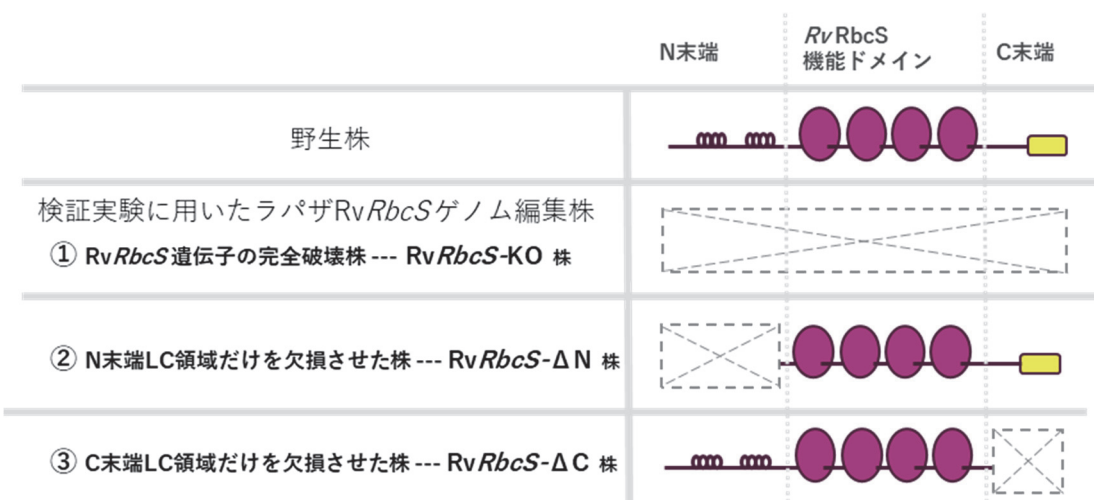 N末端
RvRbcS
機能ドメイン
C末端
野生株
検証実験に用いたラパザRvRbcSゲノム編集株
① RvRbcS遺伝子の完全破壊株 --- RvRbcS-KO 株
② N末端LC領域だけを欠損させた株 --- RvRbcS-ΔN 株
③ C末端LC領域だけを欠損させた株 --- RvRbcS-ΔC 株